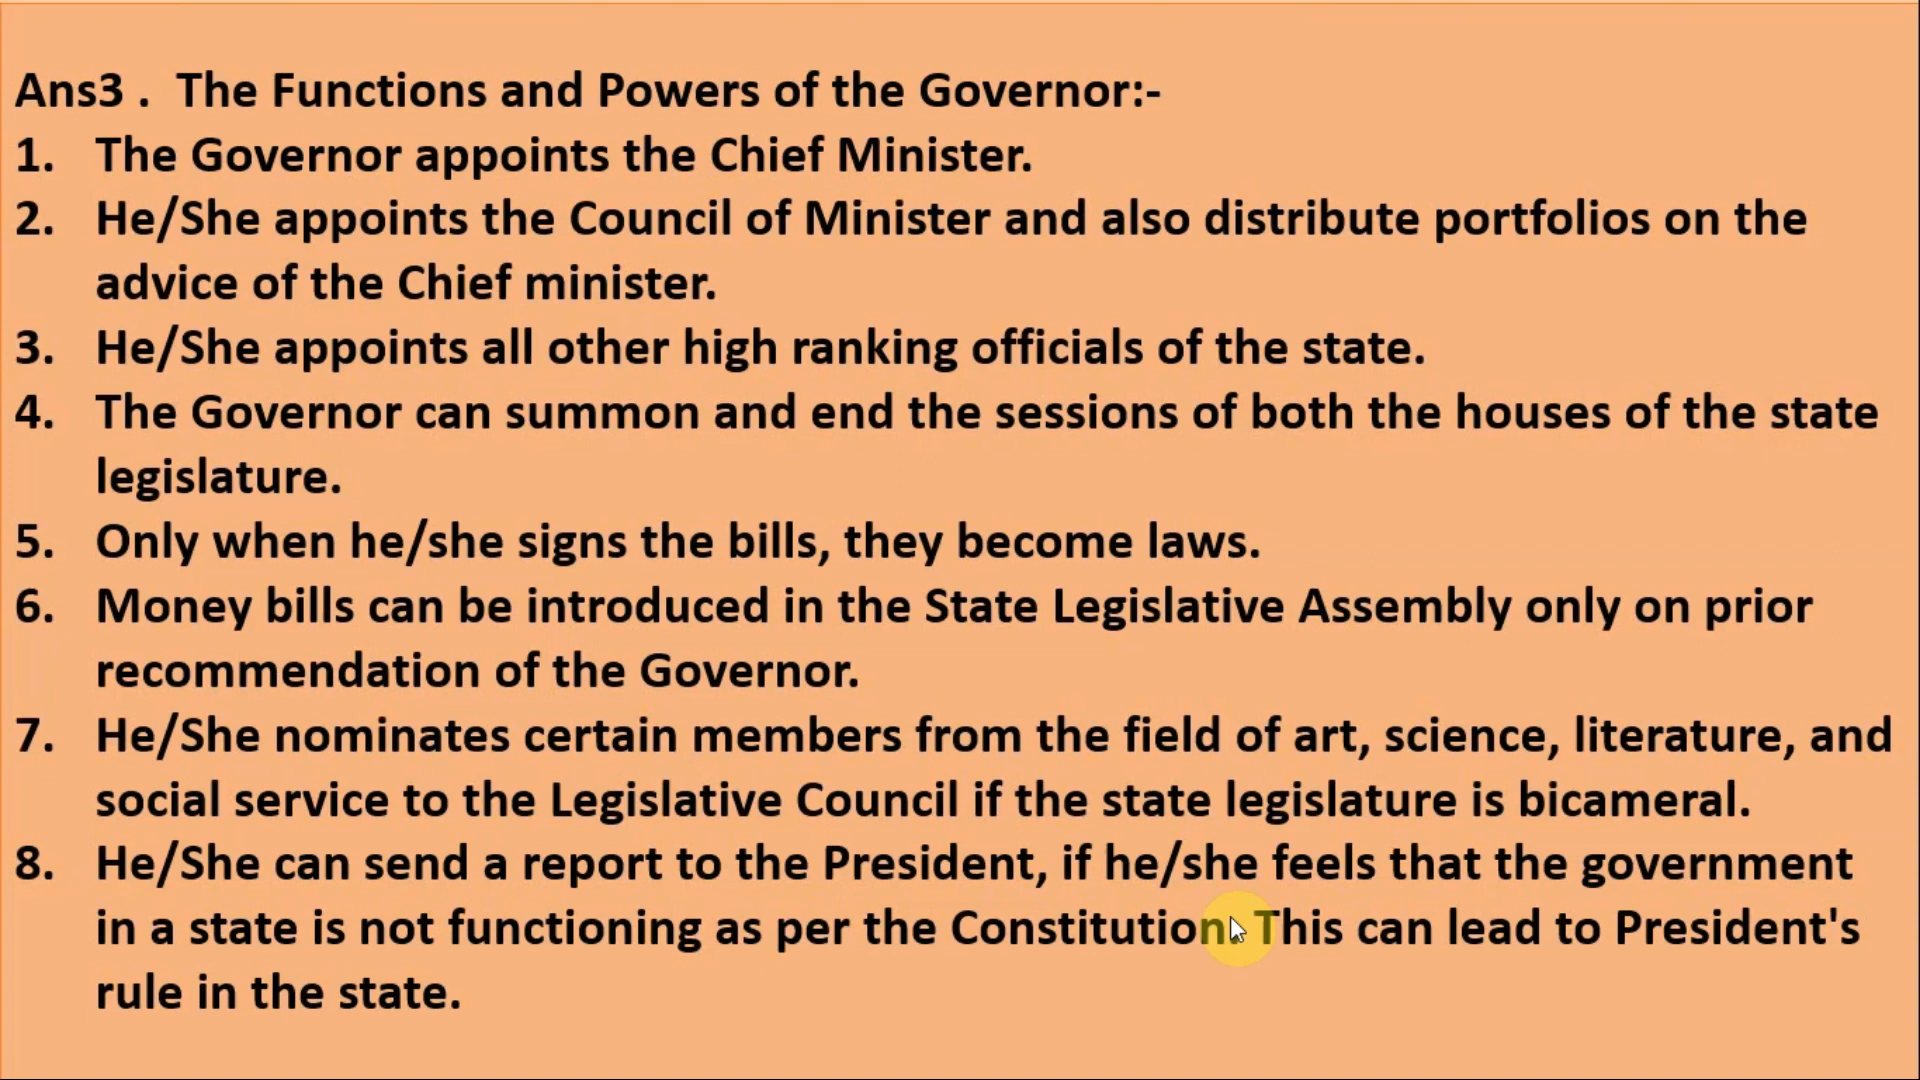 Ans3 .  The Functions and Powers of the Governor:-
1. The Governor appoints the Chief Minister.
2. He/She appoints the Council of Minister and also distribute portfolios on the
advice of the Chief minister.
3. He/She appoints all other high ranking officials of the state.
4. The Governor can summon and end the sessions of both the houses of the state
legislature.
5. Only when he/she signs the bills, they become laws.
6. Money bills can be introduced in the State Legislative Assembly only on prior
recommendation of the Governor.
7. He/She nominates certain members from the field of art, science, literature, and
social service to the Legislative Council if the state legislature is bicameral.
8. He/She can send a report to the President, if he/she feels that the government
in a state is not functioning as per the Constitution. This can lead to President's
rule in the state.